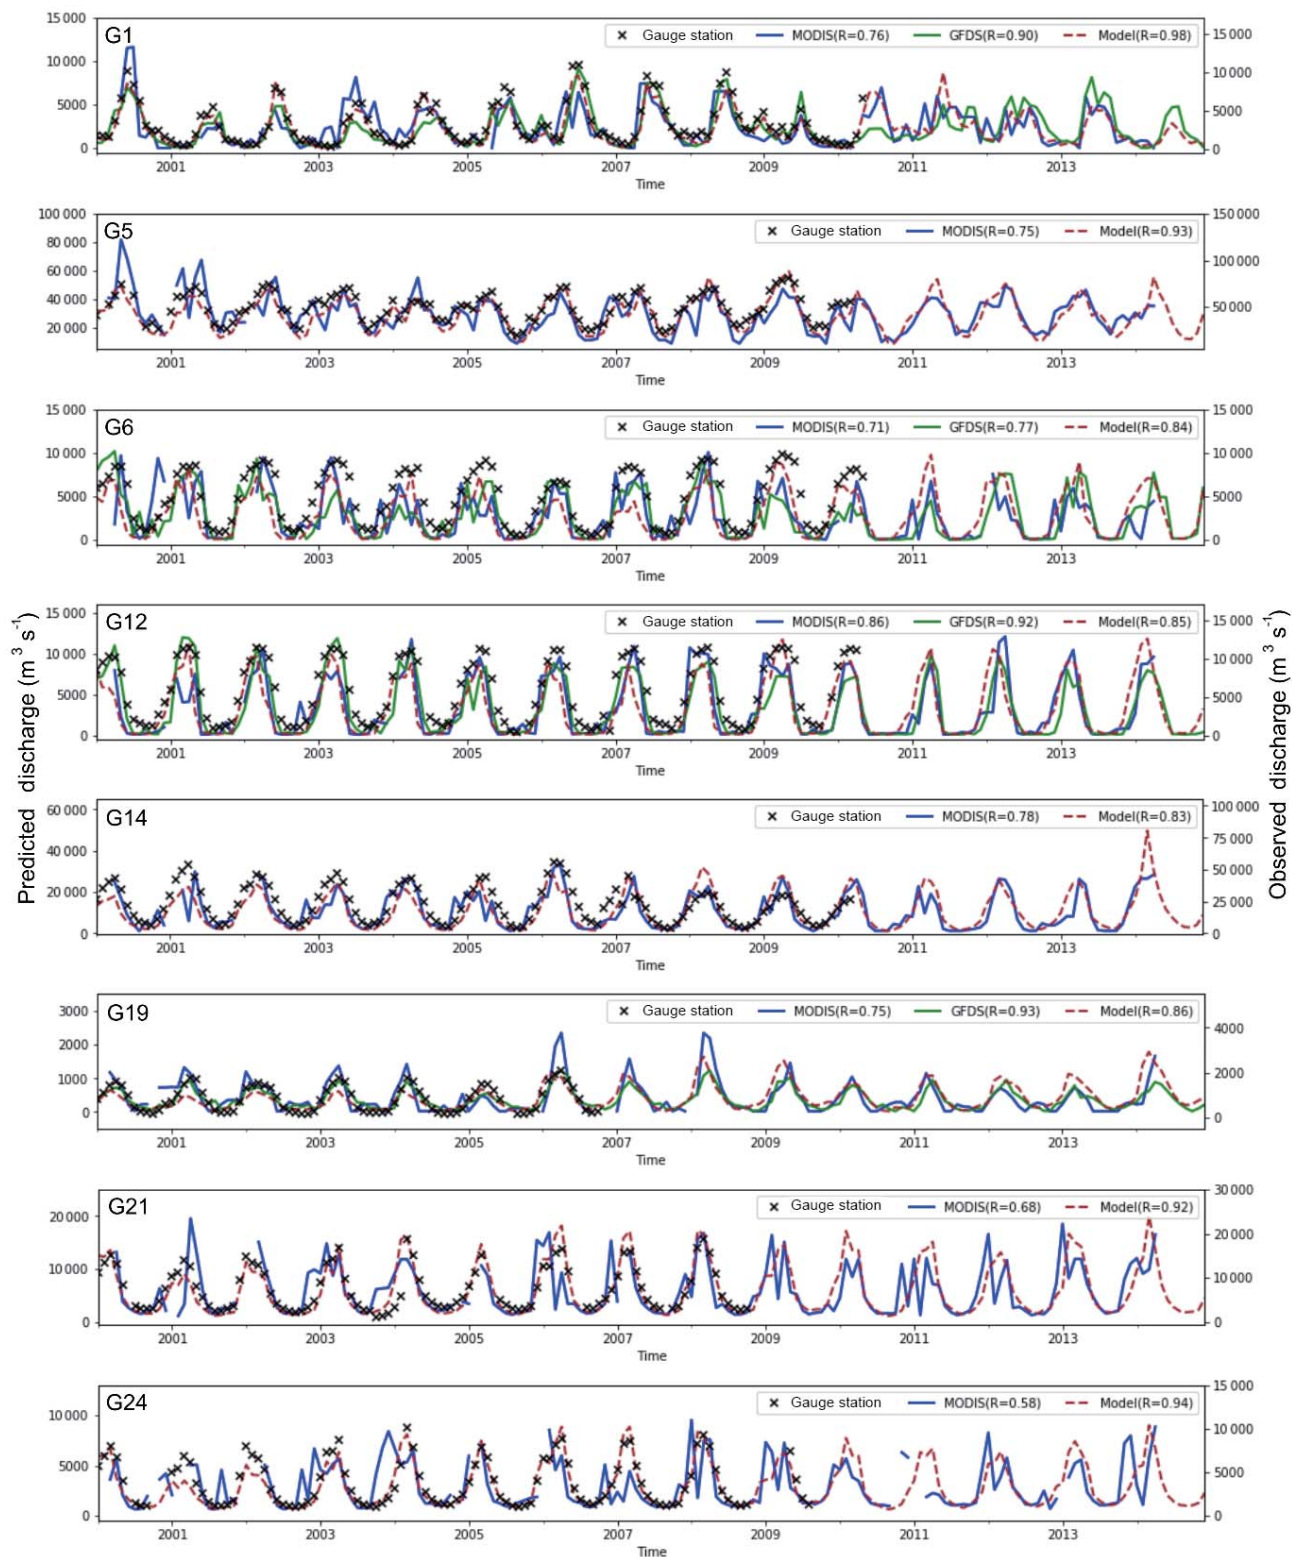 G1
Gauge station MODIS(R=0.76) GFDS(R=0.90) Model(R=0.98)
15 000
10 000
5000
0
15 000
10 000
5000
0
2001 2003 2005 2007 2009 2011 2013
Time
G5
Gauge station MODIS(R=0.75) Model(R=0.93)
100 000
80 000
60 000
40 000
20 000
150 000
100 000
50 000
2001 2003 2005 2007 2009 2011 2013
Time
G6
Gauge station MODIS(R=0.71) GFDS(R=0.77) Model(R=0.84)
15 000
10 000
5000
0
15 000
10 000
5000
0
2001 2003 2005 2007 2009 2011 2013
Time
Predicted discharge (m³ s⁻¹)
Observed discharge (m³ s⁻¹)
G12
Gauge station MODIS(R=0.86) GFDS(R=0.92) Model(R=0.85)
15 000
10 000
5000
0
15 000
10 000
5000
0
2001 2003 2005 2007 2009 2011 2013
Time
G14
Gauge station MODIS(R=0.78) Model(R=0.83)
60 000
40 000
20 000
0
100 000
75 000
50 000
25 000
0
2001 2003 2005 2007 2009 2011 2013
Time
G19
Gauge station MODIS(R=0.75) GFDS(R=0.93) Model(R=0.86)
3000
2000
1000
0
4000
2000
0
2001 2003 2005 2007 2009 2011 2013
Time
G21
Gauge station MODIS(R=0.68) Model(R=0.92)
20 000
10 000
0
30 000
20 000
10 000
0
2001 2003 2005 2007 2009 2011 2013
Time
G24
Gauge station MODIS(R=0.58) Model(R=0.94)
10 000
5000
0
15 000
10 000
5000
0
2001 2003 2005 2007 2009 2011 2013
Time